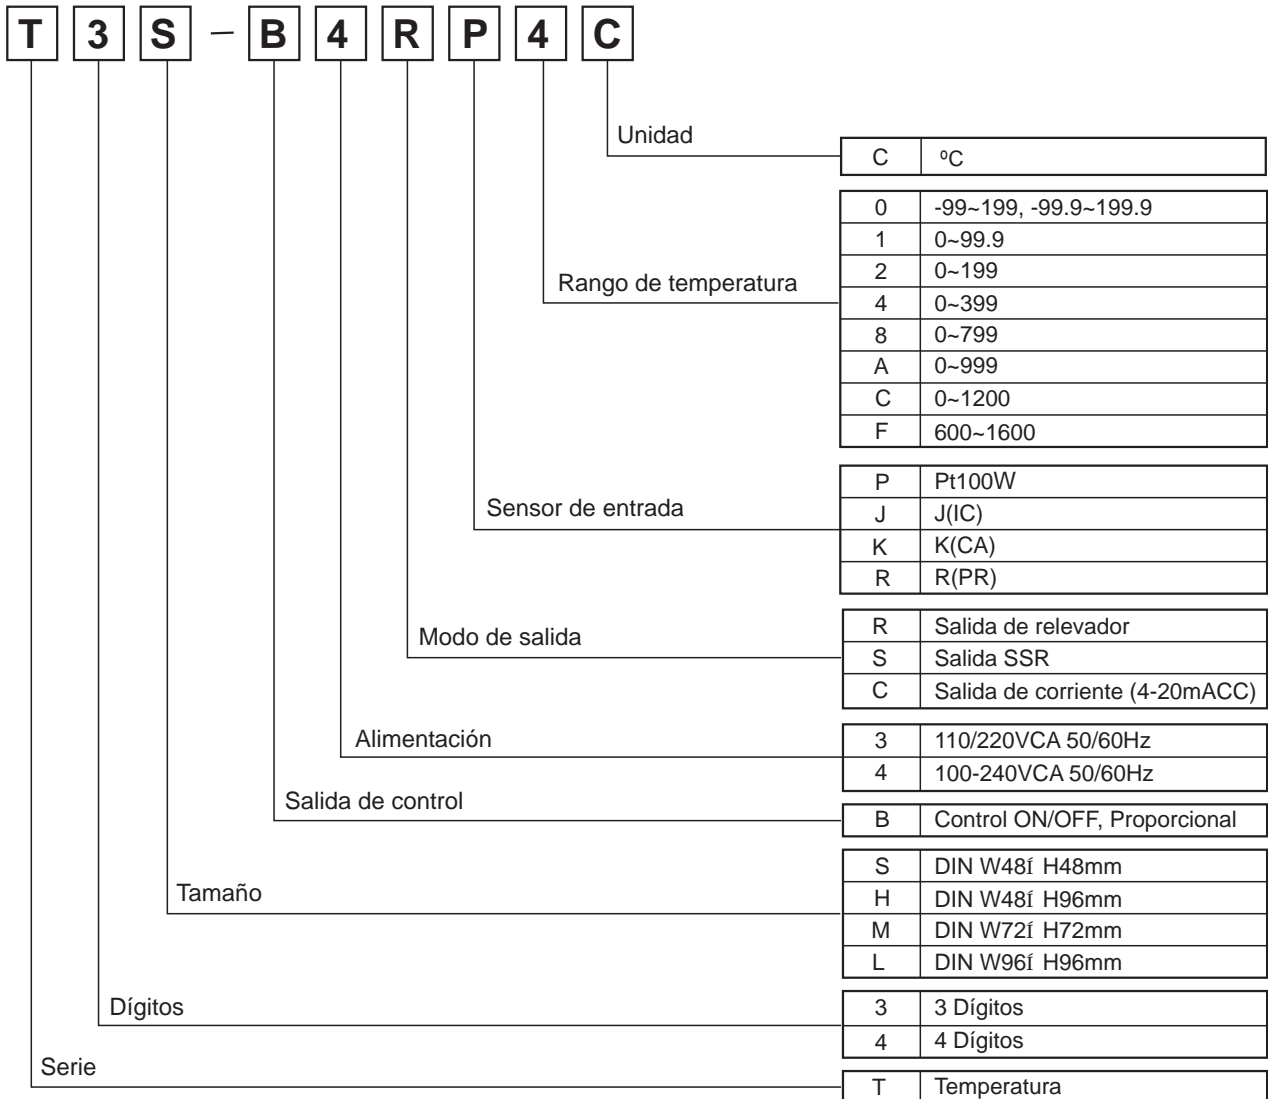 T 3 S - B 4 R P 4 C
Unidad
C ºC
0 -99~199, -99.9~199.9
1 0~99.9
2 0~199
Rango de temperatura
4 0~399
8 0~799
A 0~999
C 0~1200
F 600~1600
P Pt100W
Sensor de entrada
J J(IC)
K K(CA)
R R(PR)
R Salida de relevador
Modo de salida
S Salida SSR
C Salida de corriente (4-20mACC)
Alimentación
3 110/220VCA 50/60Hz
4 100-240VCA 50/60Hz
Salida de control
B Control ON/OFF, Proporcional
S DIN W48í H48mm
Tamaño
H DIN W48í H96mm
M DIN W72í H72mm
L DIN W96í H96mm
Dígitos
3 3 Dígitos
4 4 Dígitos
Serie
T Temperatura